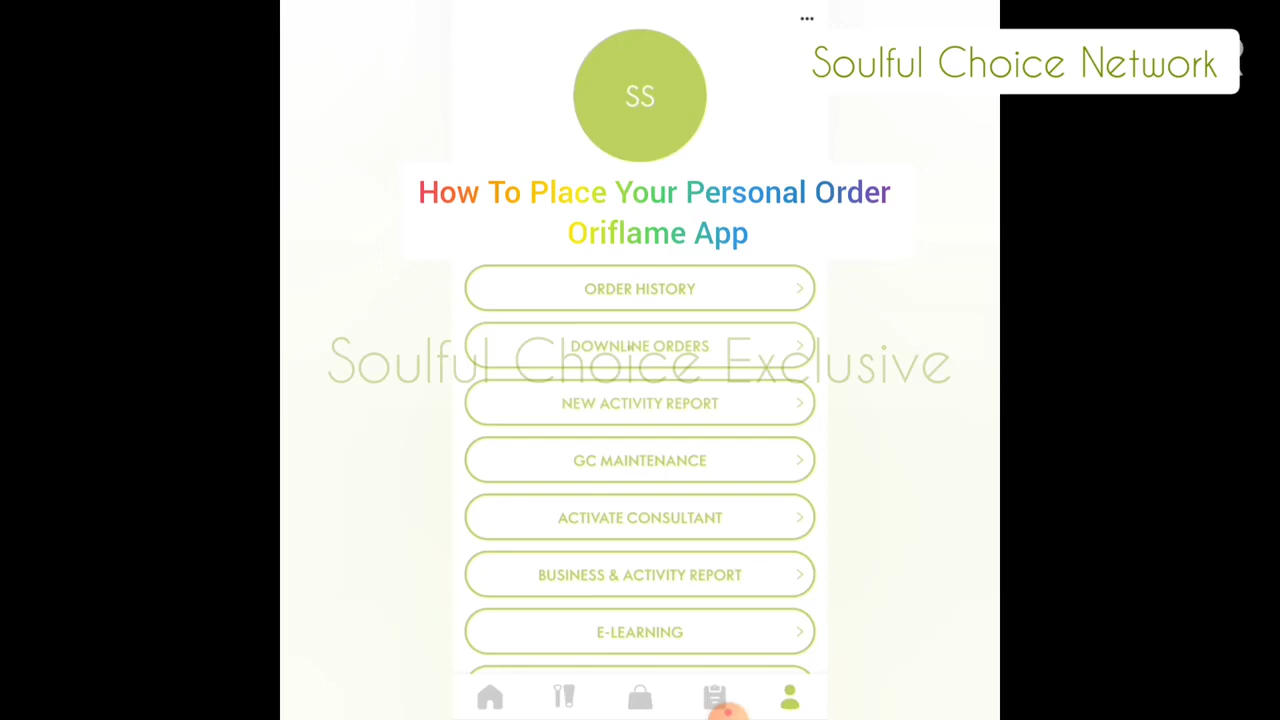 Soulful Choice Network
SS
How To Place Your Personal Order
Oriflame App
ORDER HISTORY
DOWNLINE ORDERS
Soulful Choice Exclusive
NEW ACTIVITY REPORT
GC MAINTENANCE
ACTIVATE CONSULTANT
BUSINESS & ACTIVITY REPORT
E-LEARNING